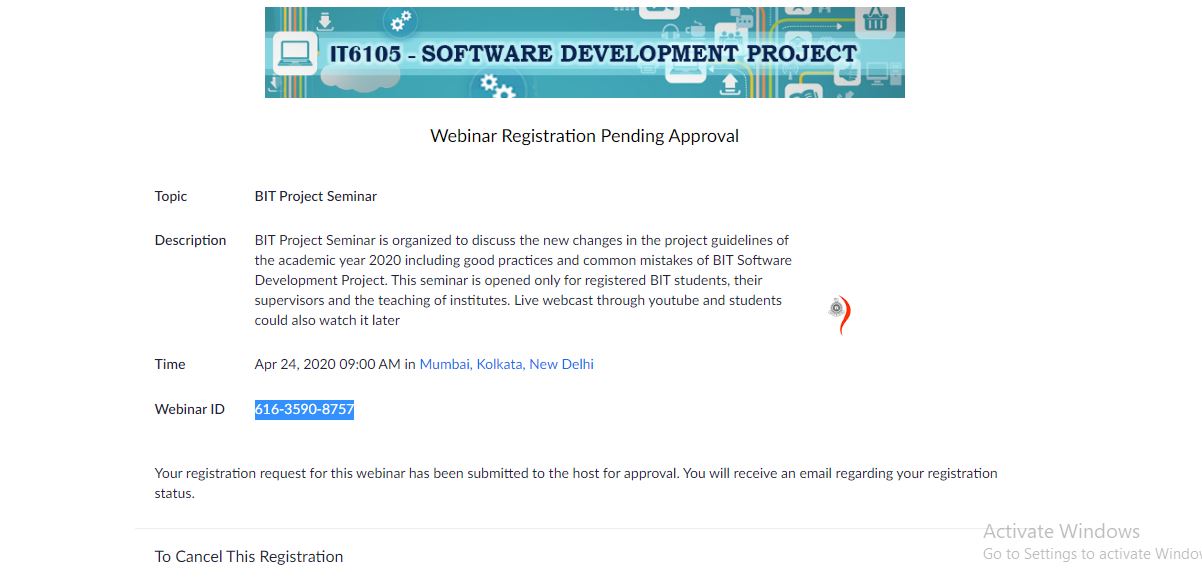 IT6105 - SOFTWARE DEVELOPMENT PROJECT
Webinar Registration Pending Approval
Topic BIT Project Seminar
Description BIT Project Seminar is organized to discuss the new changes in the project guidelines of
the academic year 2020 including good practices and common mistakes of BIT Software
Development Project. This seminar is opened only for registered BIT students, their
supervisors and the teaching of institutes. Live webcast through youtube and students
could also watch it later
Time Apr 24, 2020 09:00 AM in Mumbai, Kolkata, New Delhi
Webinar ID 616-3590-8757
Your registration request for this webinar has been submitted to the host for approval. You will receive an email regarding your registration
status.
To Cancel This Registration
Activate Windows
Go to Settings to activate Windo